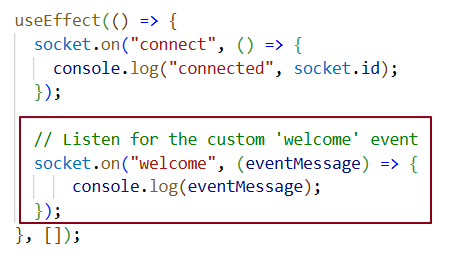 useEffect(() => {
  socket.on("connect", () => {
    console.log("connected", socket.id);
  });
  // Listen for the custom 'welcome' event
  socket.on("welcome", (eventMessage) => {
      console.log(eventMessage);
  });
}, []);